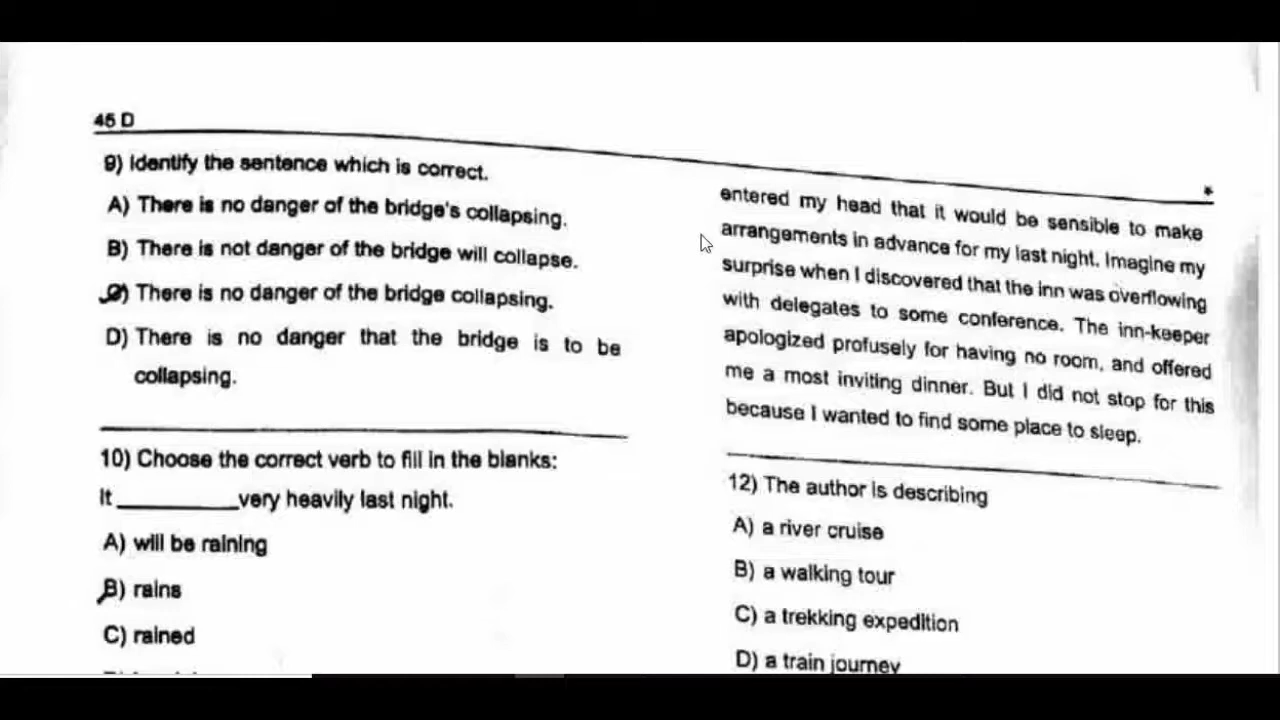 45 D
9) Identify the sentence which is correct.
A) There is no danger of the bridge's collapsing.
B) There is not danger of the bridge will collapse.
C) There is no danger of the bridge collapsing.
D) There is no danger that the bridge is to be
collapsing.
10) Choose the correct verb to fill in the blanks:
It __________ very heavily last night.
A) will be raining
B) rains
C) rained
*
entered my head that it would be sensible to make
arrangements in advance for my last night. Imagine my
surprise when I discovered that the inn was overflowing
with delegates to some conference. The inn-keeper
apologized profusely for having no room, and offered
me a most inviting dinner. But I did not stop for this
because I wanted to find some place to sleep.
12) The author is describing
A) a river cruise
B) a walking tour
C) a trekking expedition
D) a train journey